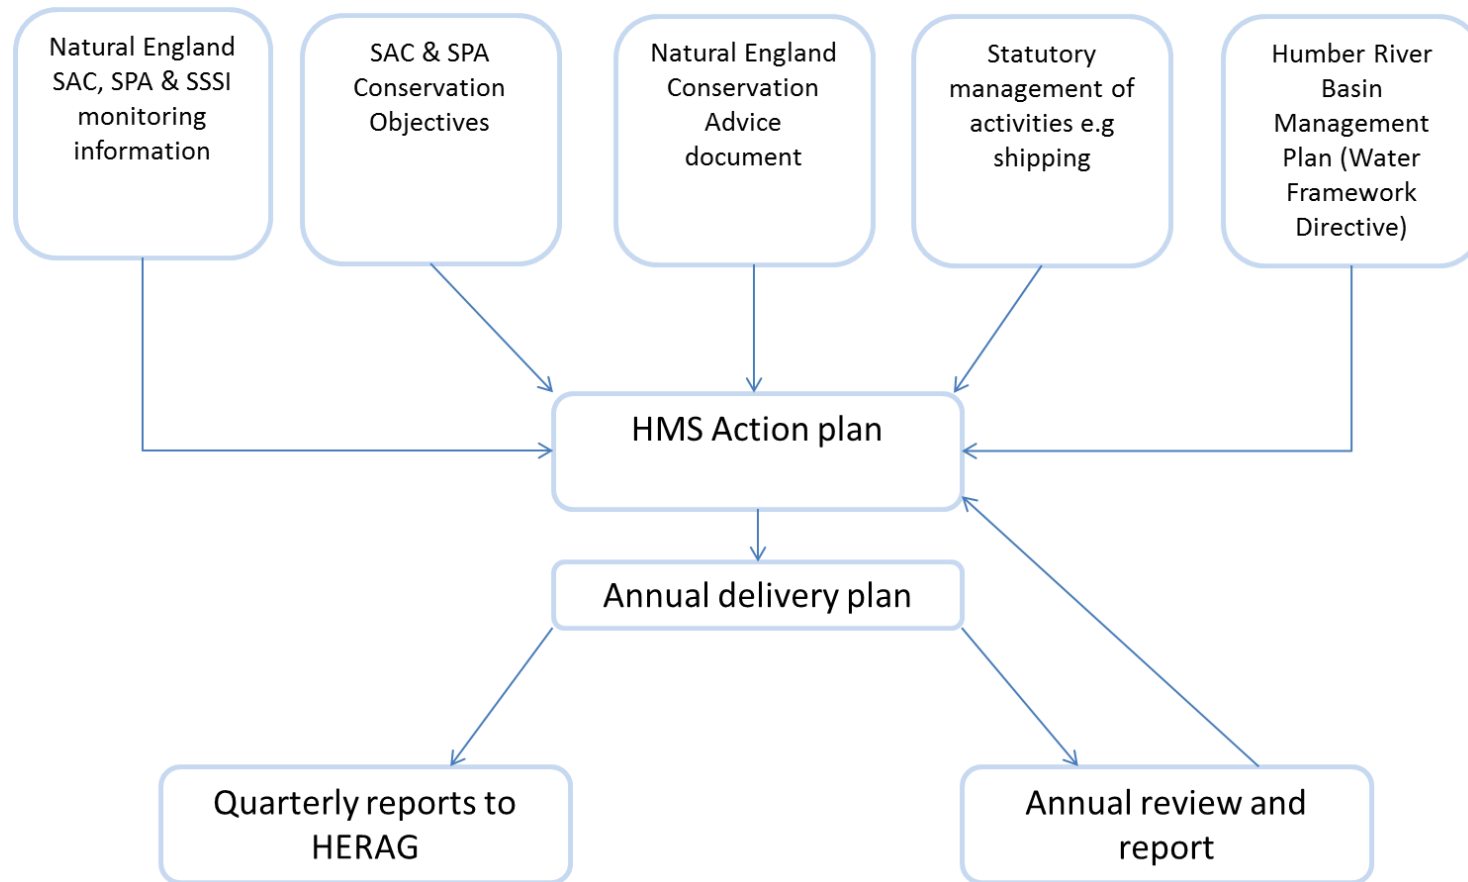 Natural England
SAC, SPA & SSSI
monitoring
information
SAC & SPA
Conservation
Objectives
Natural England
Conservation
Advice
document
Statutory
management of
activities e.g
shipping
Humber River
Basin
Management
Plan (Water
Framework
Directive)
HMS Action plan
Annual delivery plan
Quarterly reports to
HERAG
Annual review and
report